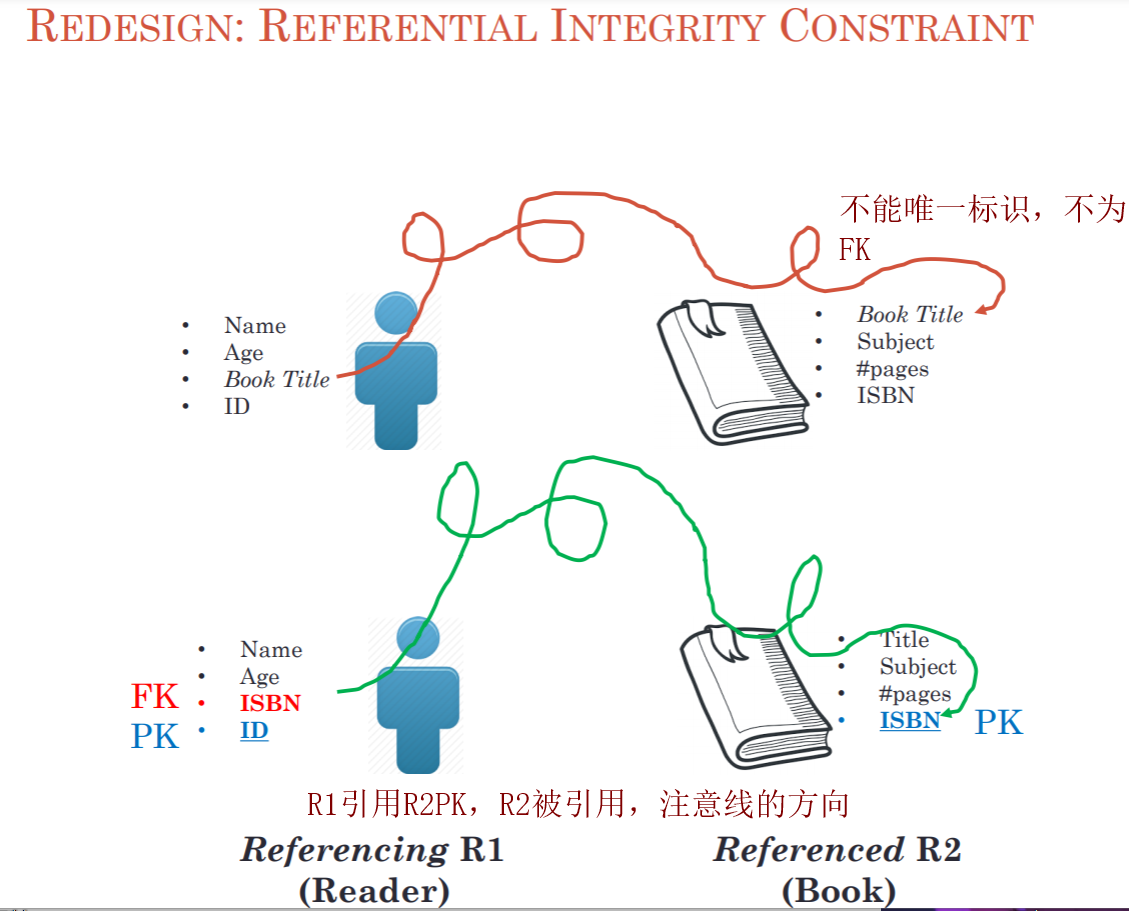 REDESIGN: REFERENTIAL INTEGRITY CONSTRAINT
不能唯一标识，不为
FK
• Name
• Age
• Book Title
• ID
• Book Title
• Subject
• #pages
• ISBN
• Name
• Age
FK • ISBN
PK • ID
• Title
• Subject
• #pages
• ISBN PK
R1引用R2PK，R2被引用，注意线的方向
Referencing R1
(Reader)
Referenced R2
(Book)